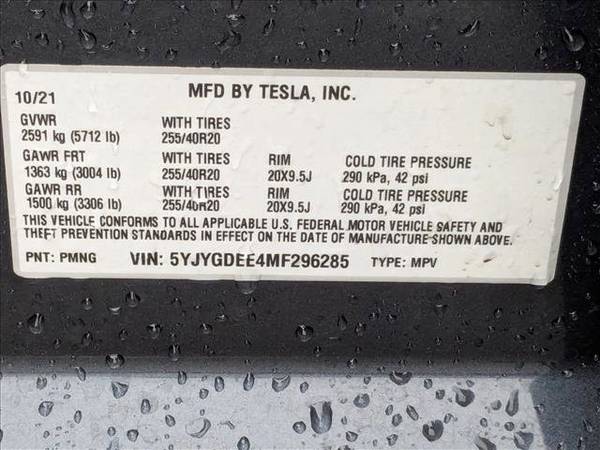 10/21 MFD BY TESLA, INC.
GVWR WITH TIRES
2591 kg (5712 lb) 255/40R20
GAWR FRT WITH TIRES RIM COLD TIRE PRESSURE
1363 kg (3004 lb) 255/40R20 20X9.5J 290 kPa, 42 psi
GAWR RR WITH TIRES RIM COLD TIRE PRESSURE
1500 kg (3306 lb) 255/40R20 20X9.5J 290 kPa, 42 psi
THIS VEHICLE CONFORMS TO ALL APPLICABLE U.S. FEDERAL MOTOR VEHICLE SAFETY AND
THEFT PREVENTION STANDARDS IN EFFECT ON THE DATE OF MANUFACTURE SHOWN ABOVE.
PNT: PMNG VIN: 5YJYGDEE4MF296285 TYPE: MPV